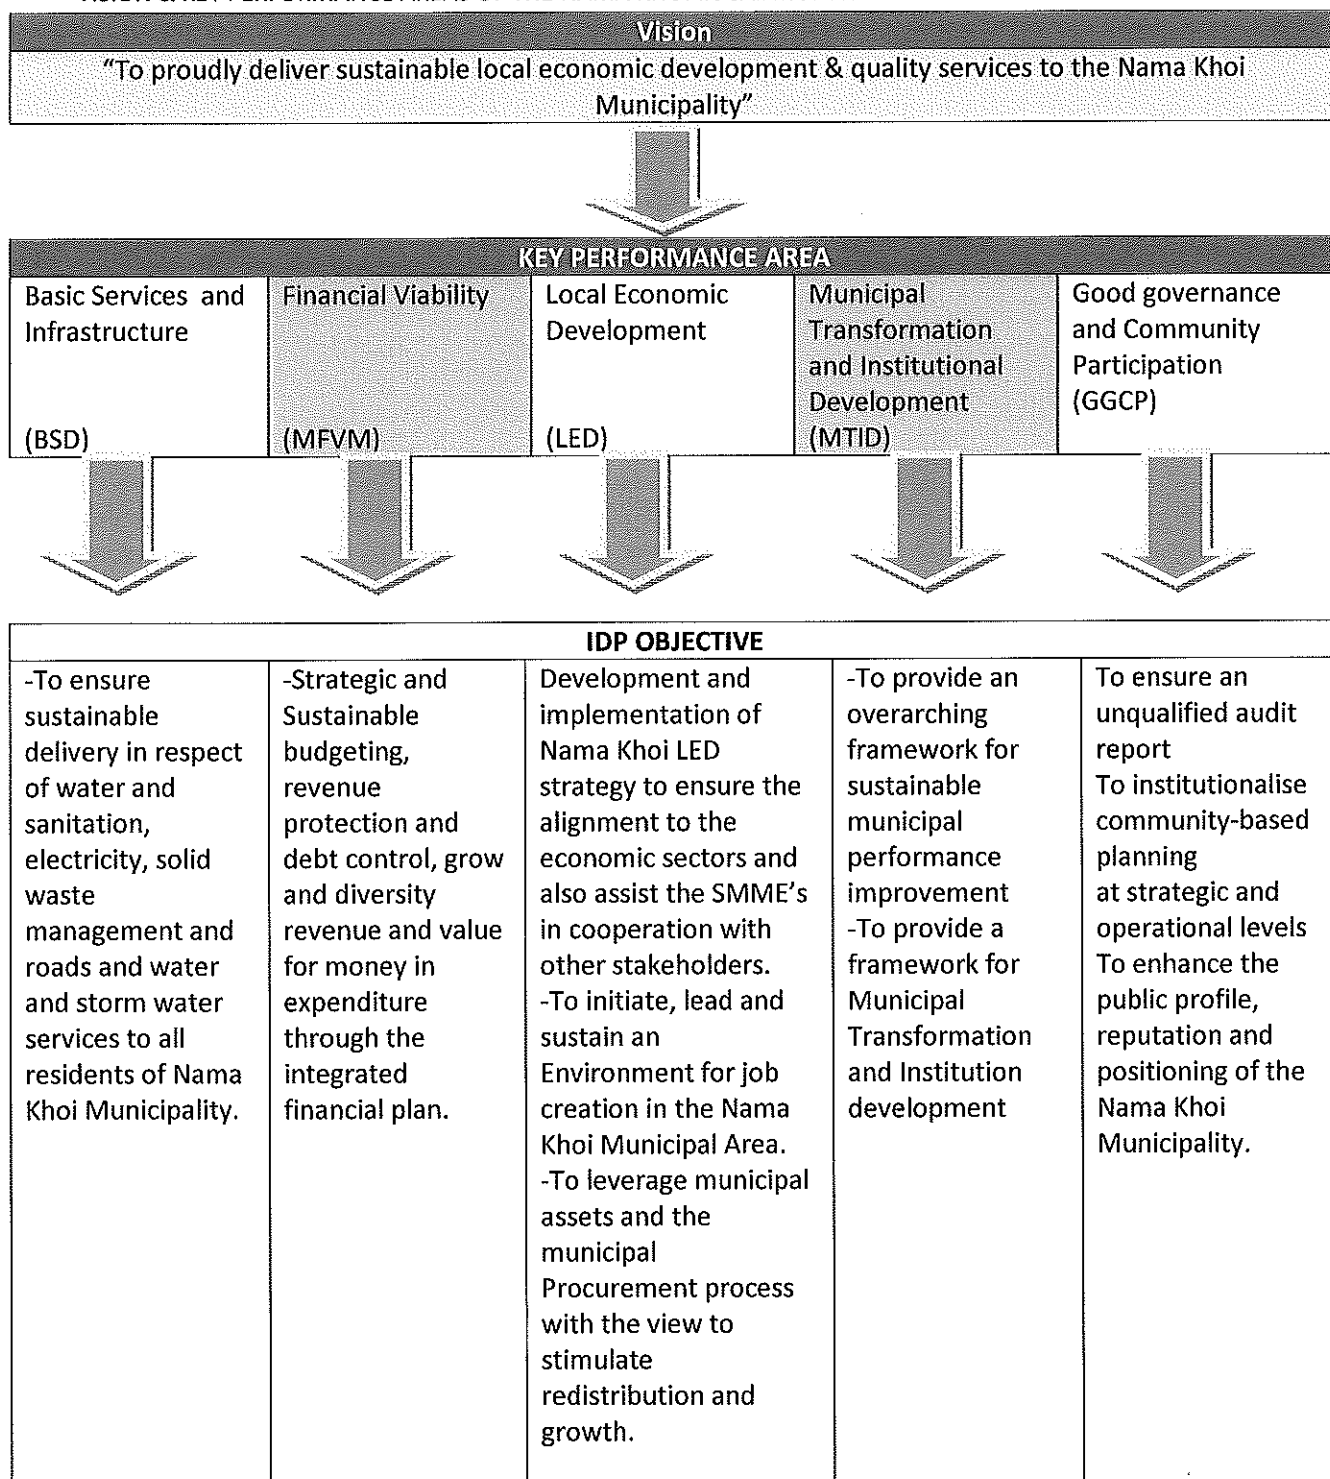 Vision
"To proudly deliver sustainable local economic development & quality services to the Nama Khoi
Municipality"
KEY PERFORMANCE AREA
Basic Services and
Infrastructure
(BSD)
Financial Viability
(MFVM)
Local Economic
Development
(LED)
Municipal
Transformation
and Institutional
Development
(MTID)
Good governance
and Community
Participation
(GGCP)
IDP OBJECTIVE
-To ensure
sustainable
delivery in respect
of water and
sanitation,
electricity, solid
waste
management and
roads and water
and storm water
services to all
residents of Nama
Khoi Municipality.
-Strategic and
Sustainable
budgeting,
revenue
protection and
debt control, grow
and diversity
revenue and value
for money in
expenditure
through the
integrated
financial plan.
Development and
implementation of
Nama Khoi LED
strategy to ensure the
alignment to the
economic sectors and
also assist the SMME's
in cooperation with
other stakeholders.
-To initiate, lead and
sustain an
Environment for job
creation in the Nama
Khoi Municipal Area.
-To leverage municipal
assets and the
municipal
Procurement process
with the view to
stimulate
redistribution and
growth.
-To provide an
overarching
framework for
sustainable
municipal
performance
improvement
-To provide a
framework for
Municipal
Transformation
and Institution
development
To ensure an
unqualified audit
report
To institutionalise
community-based
planning
at strategic and
operational levels
To enhance the
public profile,
reputation and
positioning of the
Nama Khoi
Municipality.